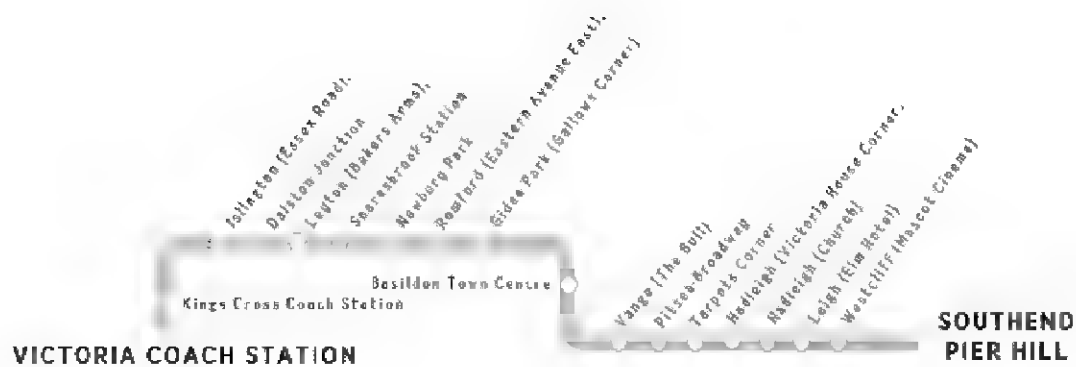 Islington (Essex Road)
Dalston Junction
Leyton (Bakers Arms)
Snaresbrook Station
Newbury Park
Romford (Eastern Avenue East)
Gidea Park (Gallows Corner)
Kings Cross Coach Station
VICTORIA COACH STATION
Basildon Town Centre
Vange (The Bull)
Pitsea Broadway
Tarpots Corner
Hadleigh (Victoria House Corner)
Hadleigh (Church)
Leigh (Elm Hotel)
Westcliff (Mascot Cinema)
SOUTHEND
PIER HILL